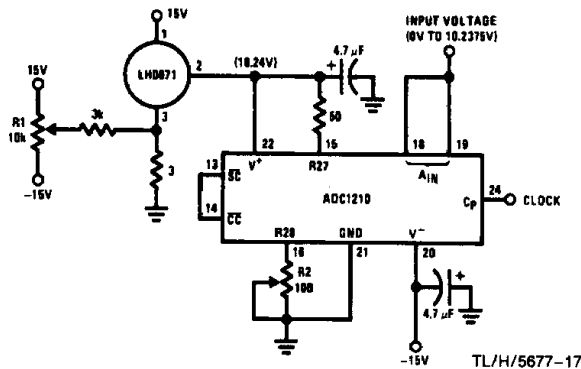 15V
1
LH0071
2
(10.24V)
4.7 µF
+
INPUT VOLTAGE
(0V TO 10.2375V)
15V
R1
10k
3k
3
-15V
3
50
22
V+
15
R27
18
19
AIN
13
SC
14
CC
ADC1210
24
CP
CLOCK
R28
16
GND
21
V-
20
R2
100
4.7 µF
+
-15V
TL/H/5677-17